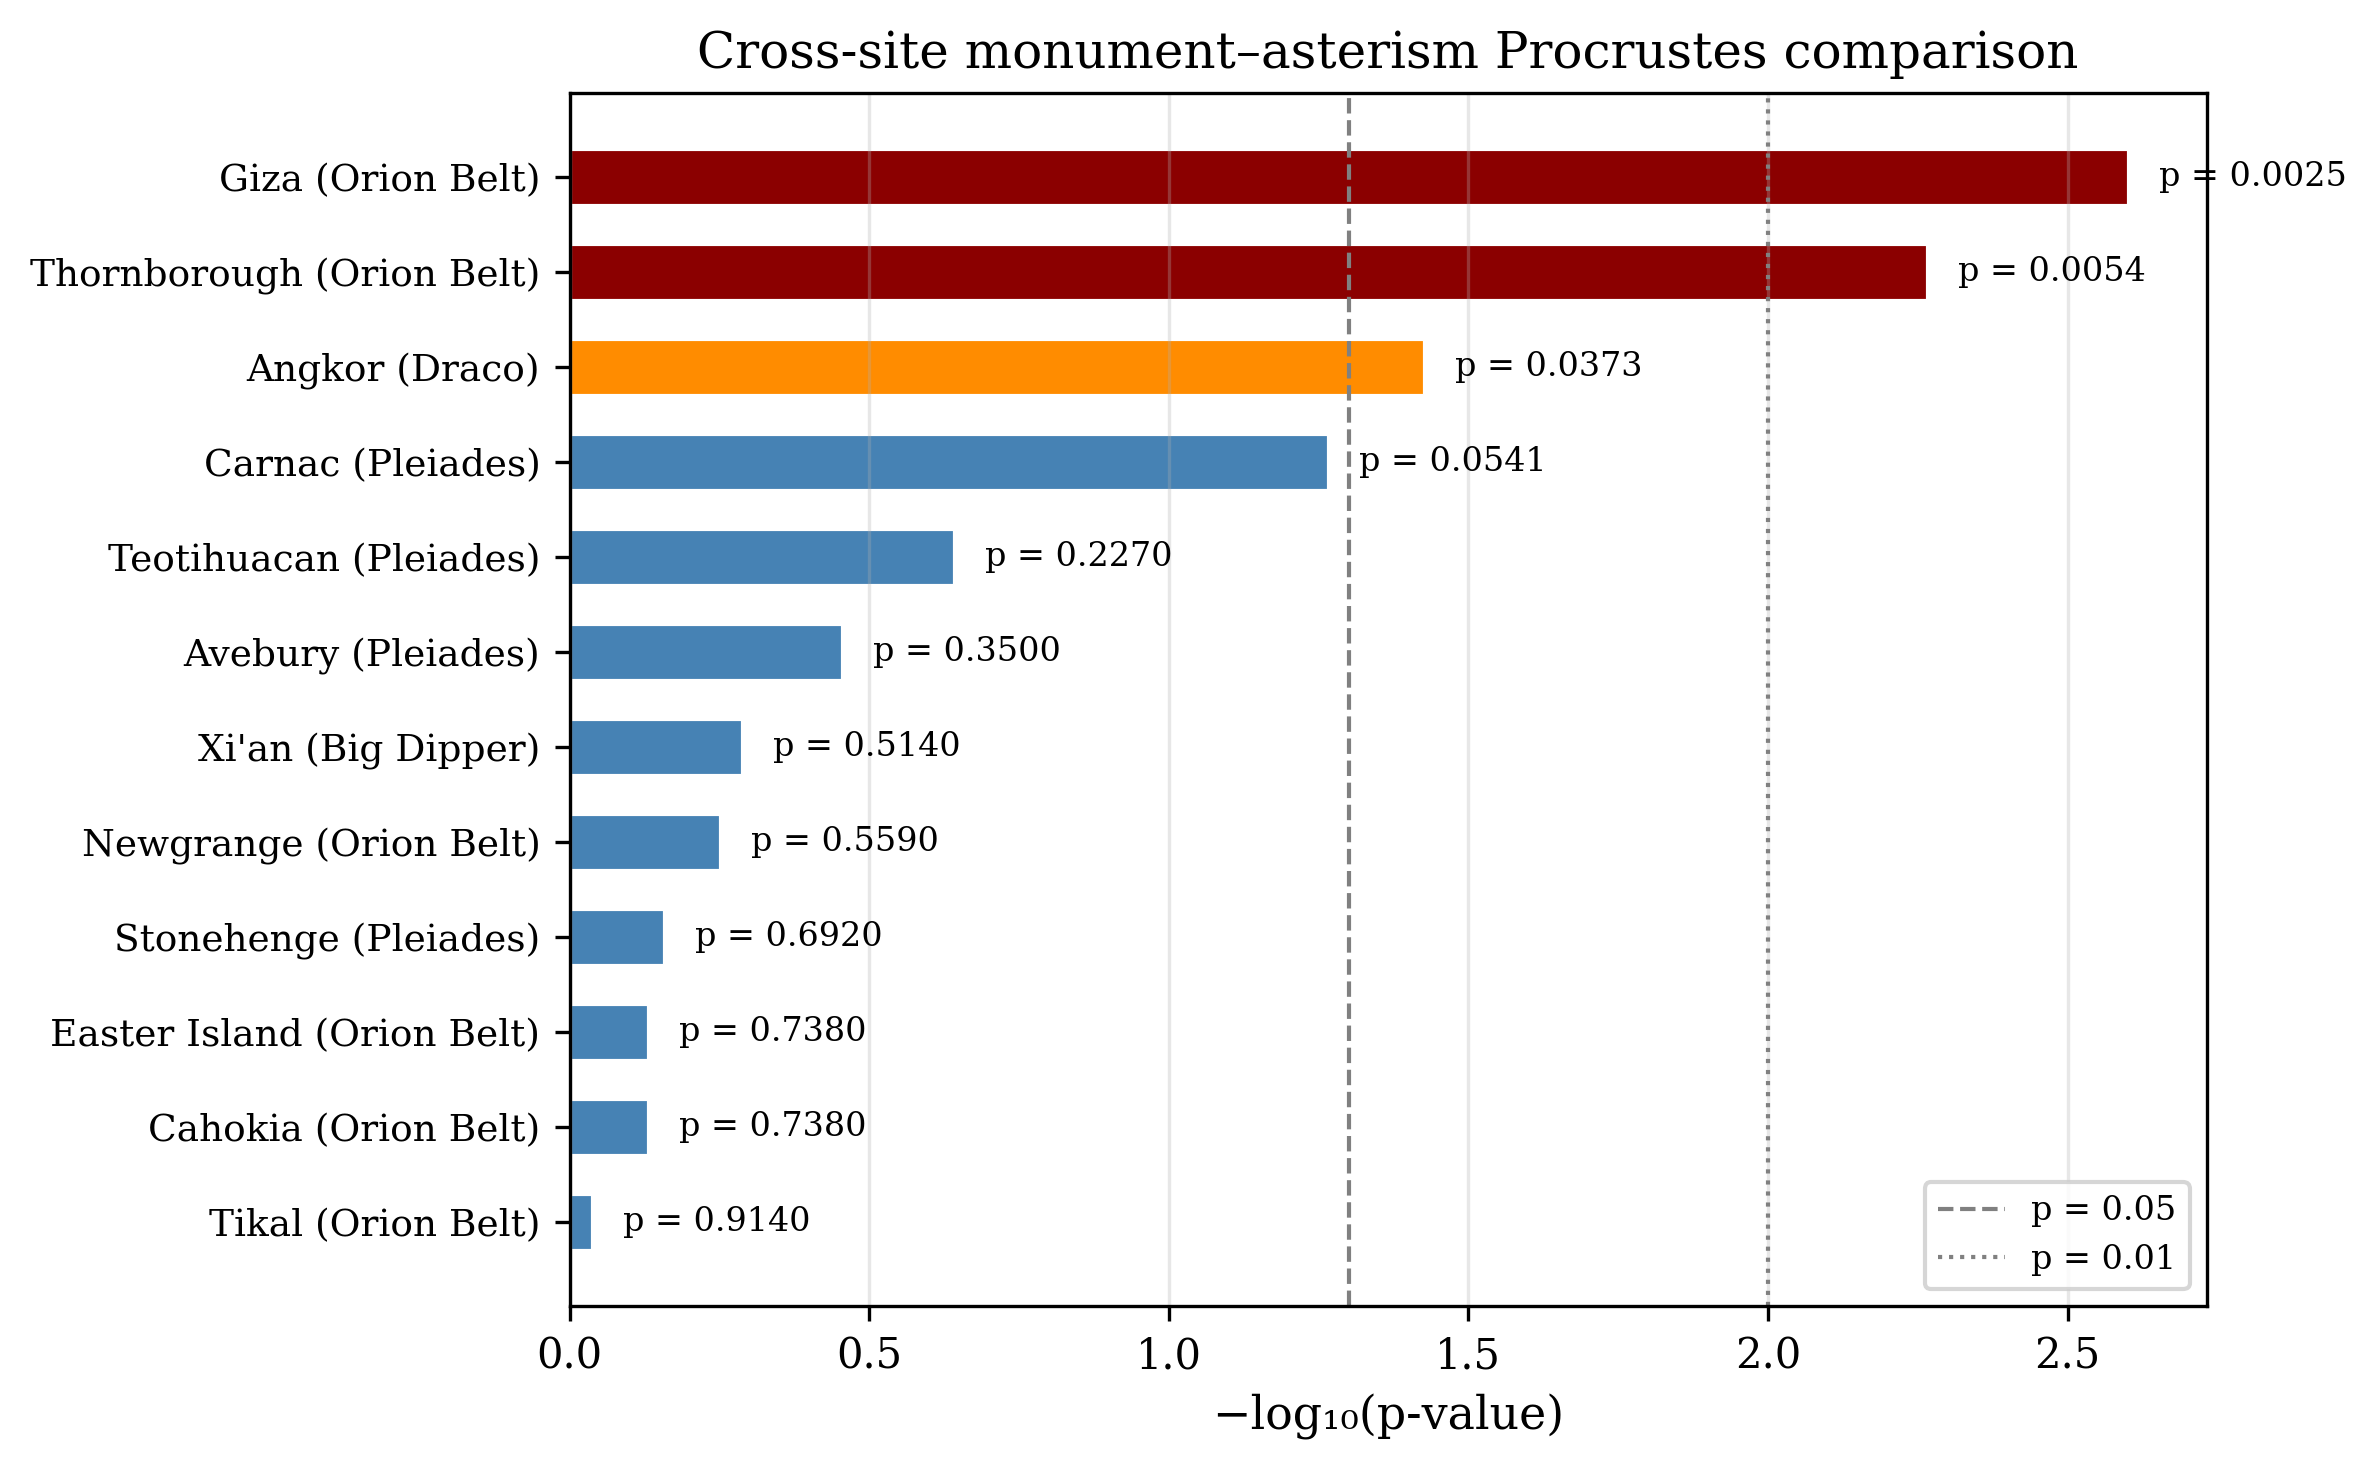 Cross-site monument–asterism Procrustes comparison
Giza (Orion Belt)
p = 0.0025
Thornborough (Orion Belt)
p = 0.0054
Angkor (Draco)
p = 0.0373
Carnac (Pleiades)
p = 0.0541
Teotihuacan (Pleiades)
p = 0.2270
Avebury (Pleiades)
p = 0.3500
Xi'an (Big Dipper)
p = 0.5140
Newgrange (Orion Belt)
p = 0.5590
Stonehenge (Pleiades)
p = 0.6920
Easter Island (Orion Belt)
p = 0.7380
Cahokia (Orion Belt)
p = 0.7380
Tikal (Orion Belt)
p = 0.9140
p = 0.05
p = 0.01
0.0 0.5 1.0 1.5 2.0 2.5
−log₁₀(p-value)